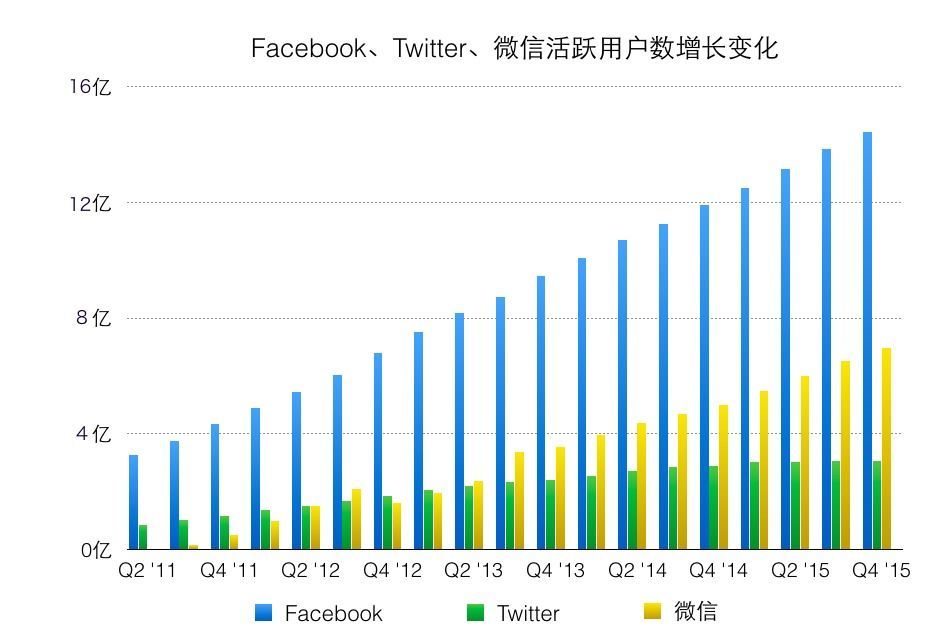 Facebook、Twitter、微信活跃用户数增长变化
16亿
12亿
8 亿
4 亿
0亿
Q2 '11 Q4 '11 Q2 '12 Q4 '12 Q2 '13 Q4 '13 Q2 '14 Q4 '14 Q2 '15 Q4 '15
Facebook Twitter 微信